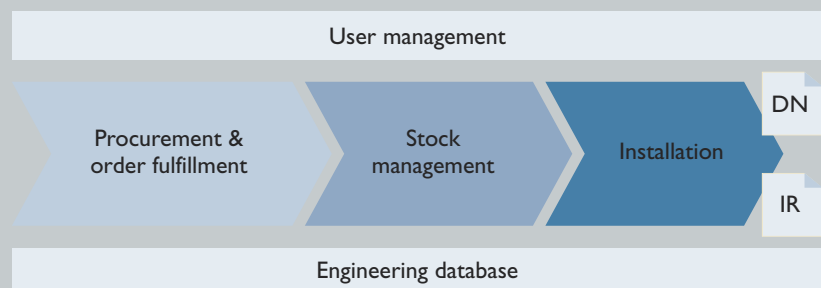 User management
Procurement &
order fulfillment
Stock
management
Installation
DN
IR
Engineering database